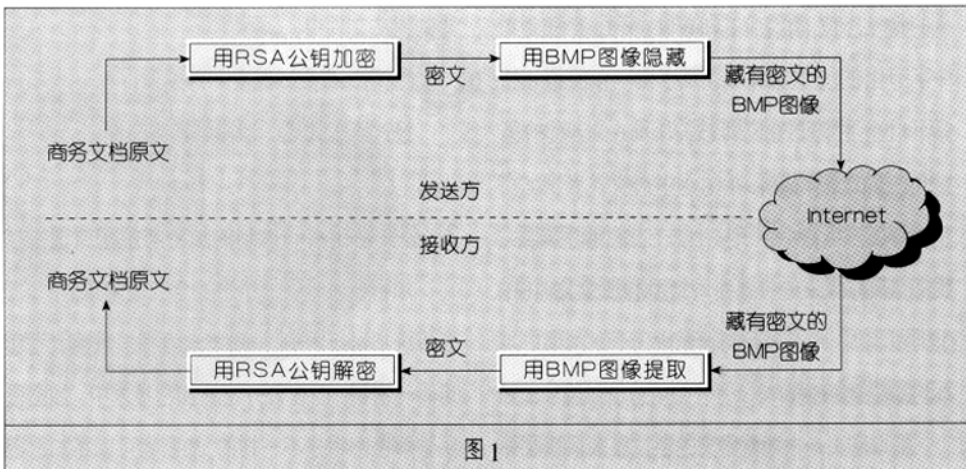 用RSA公钥加密
密文
用BMP图像隐藏
藏有密文的
BMP图像
商务文档原文
发送方
Internet
接收方
商务文档原文
藏有密文的
BMP图像
用RSA公钥解密
密文
用BMP图像提取
图1